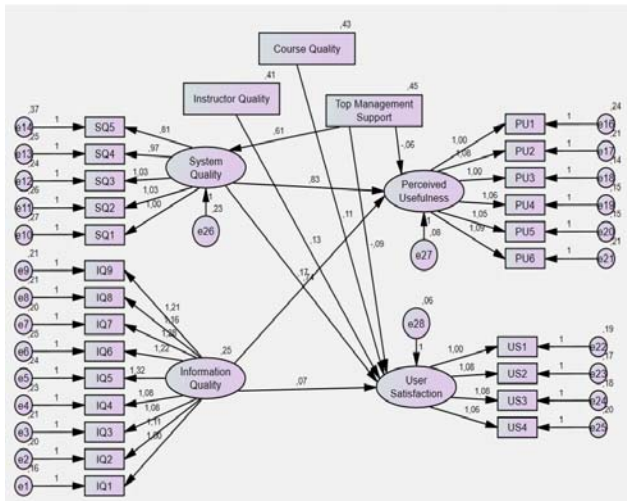 ,43
Course Quality
,41
Instructor Quality
,45
Top Management
Support
,37
e14
1
SQ5
,25
e13
1
SQ4
,24
e12
1
SQ3
,26
e11
1
SQ2
,27
e10
1
SQ1
,81
,97
1,03
1,03
1,00
System
Quality
,61
-,06
,83
1
,23
e26
,11
,13
-,09
,17
Perceived
Usefulness
1,00
1,08
1,00
1,06
1,05
1,09
PU1
1
,24
e16
PU2
1
,21
e17
PU3
1
,14
e18
PU4
1
,15
e19
PU5
1
,15
e20
PU6
1
,21
e21
1
,08
e27
,21
e9
1
IQ9
,21
e8
1
IQ8
,20
e7
1
IQ7
,25
e6
1
IQ6
,24
e5
1
IQ5
,23
e4
1
IQ4
,21
e3
1
IQ3
,20
e2
1
IQ2
,16
e1
1
IQ1
1,21
1,16
1,22
1,32
1,08
1,08
1,11
1,00
,25
Information
Quality
,07
,06
e28
1
User
Satisfaction
1,00
1,08
1,08
1,06
US1
1
,19
e22
US2
1
,17
e23
US3
1
,18
e24
US4
1
,20
e25